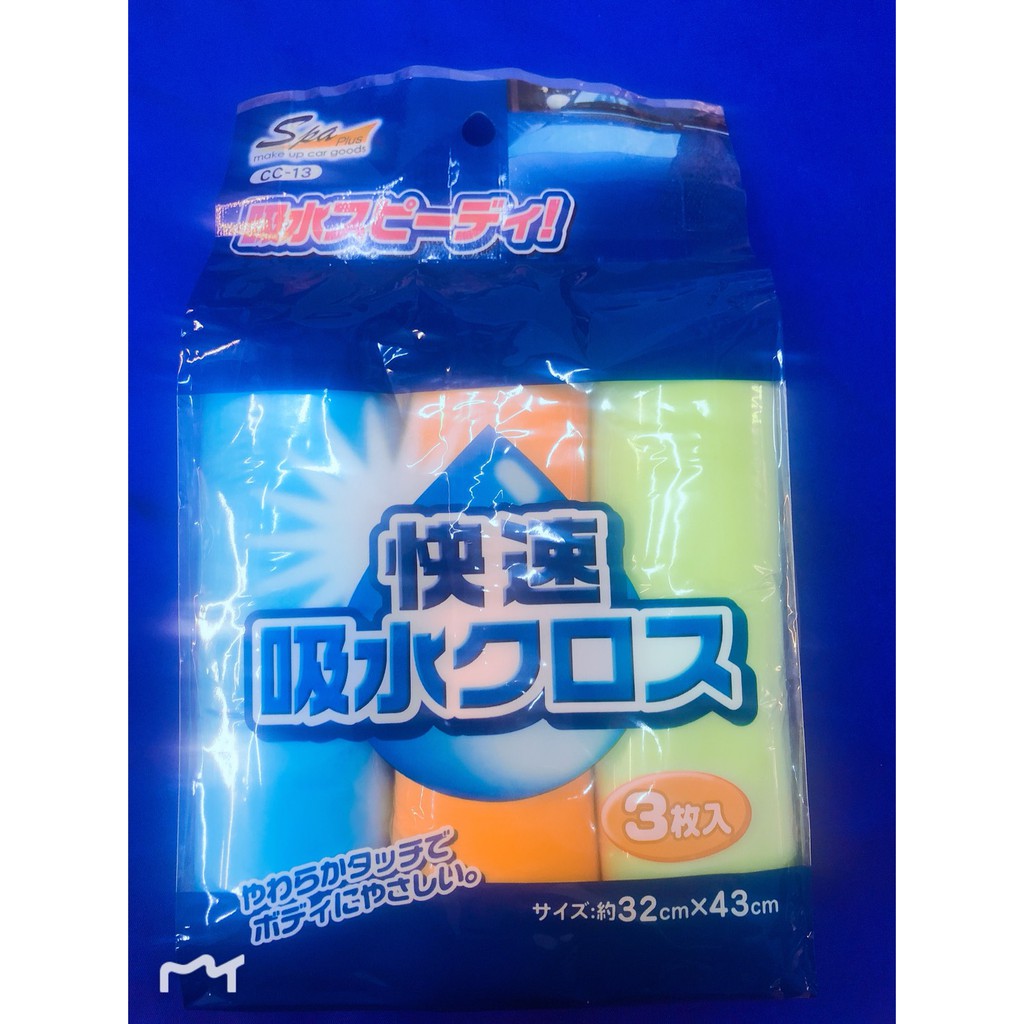 Spa Plus
make up car goods
CC-13
吸水スピーディ!
快速
吸水クロス
3枚入
やわらかタッチで
ボディにやさしい。
サイズ:約32cm×43cm